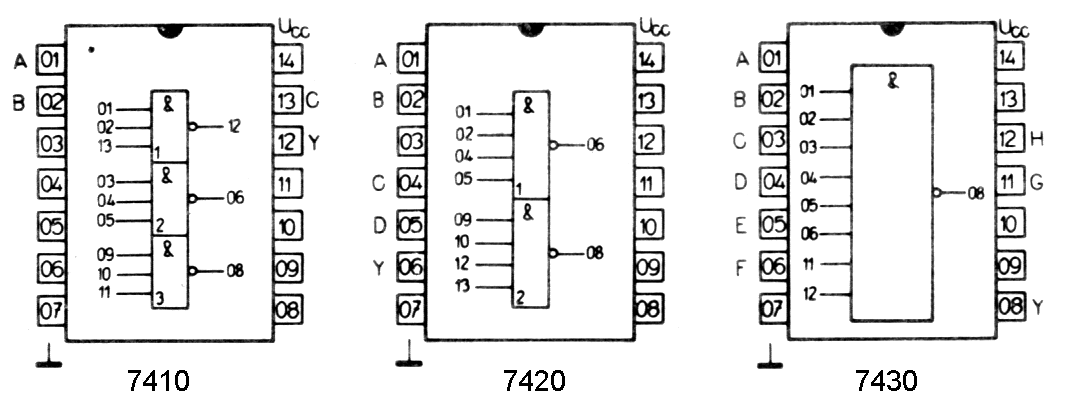 UCC
A 01 14
B 02 13 C
03 12 Y
04 11
05 10
06 09
07 08
01 &
02 12
13 1
03 &
04 06
05 2
09 &
10 08
11 3
7410
UCC
A 01 14
B 02 13
03 12
C 04 11
D 05 10
Y 06 09
07 08
01 &
02 06
04
05 1
09 &
10 08
12
13 2
7420
UCC
A 01 14
B 02 13
C 03 12 H
D 04 11 G
E 05 10
F 06 09
07 08 Y
&
01
02
03
04
05 08
06
11
12
7430